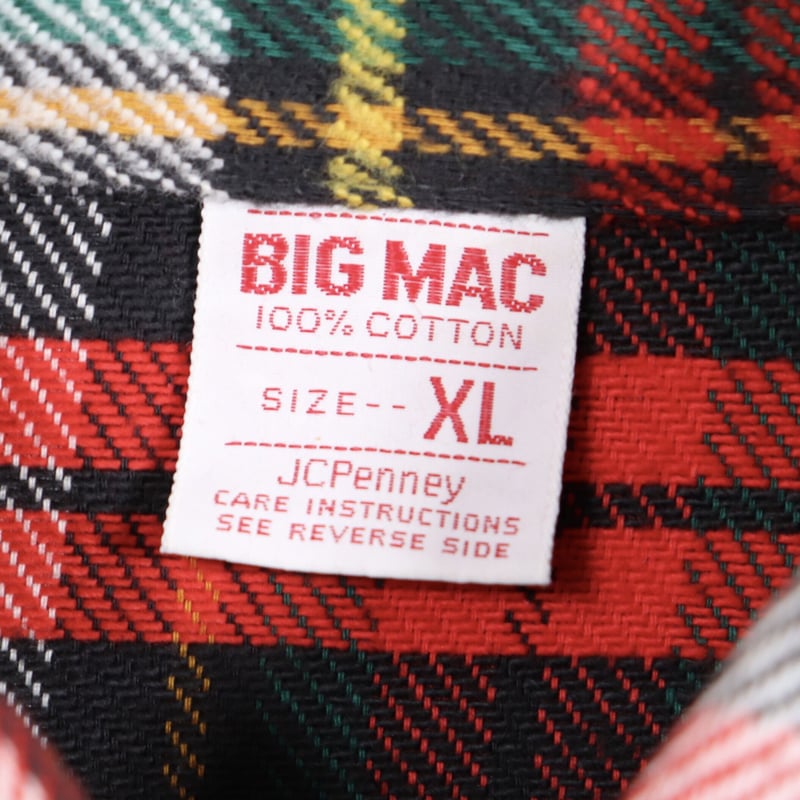 BIG MAC
100% COTTON
SIZE-- XL
JCPenney
CARE INSTRUCTIONS
SEE REVERSE SIDE